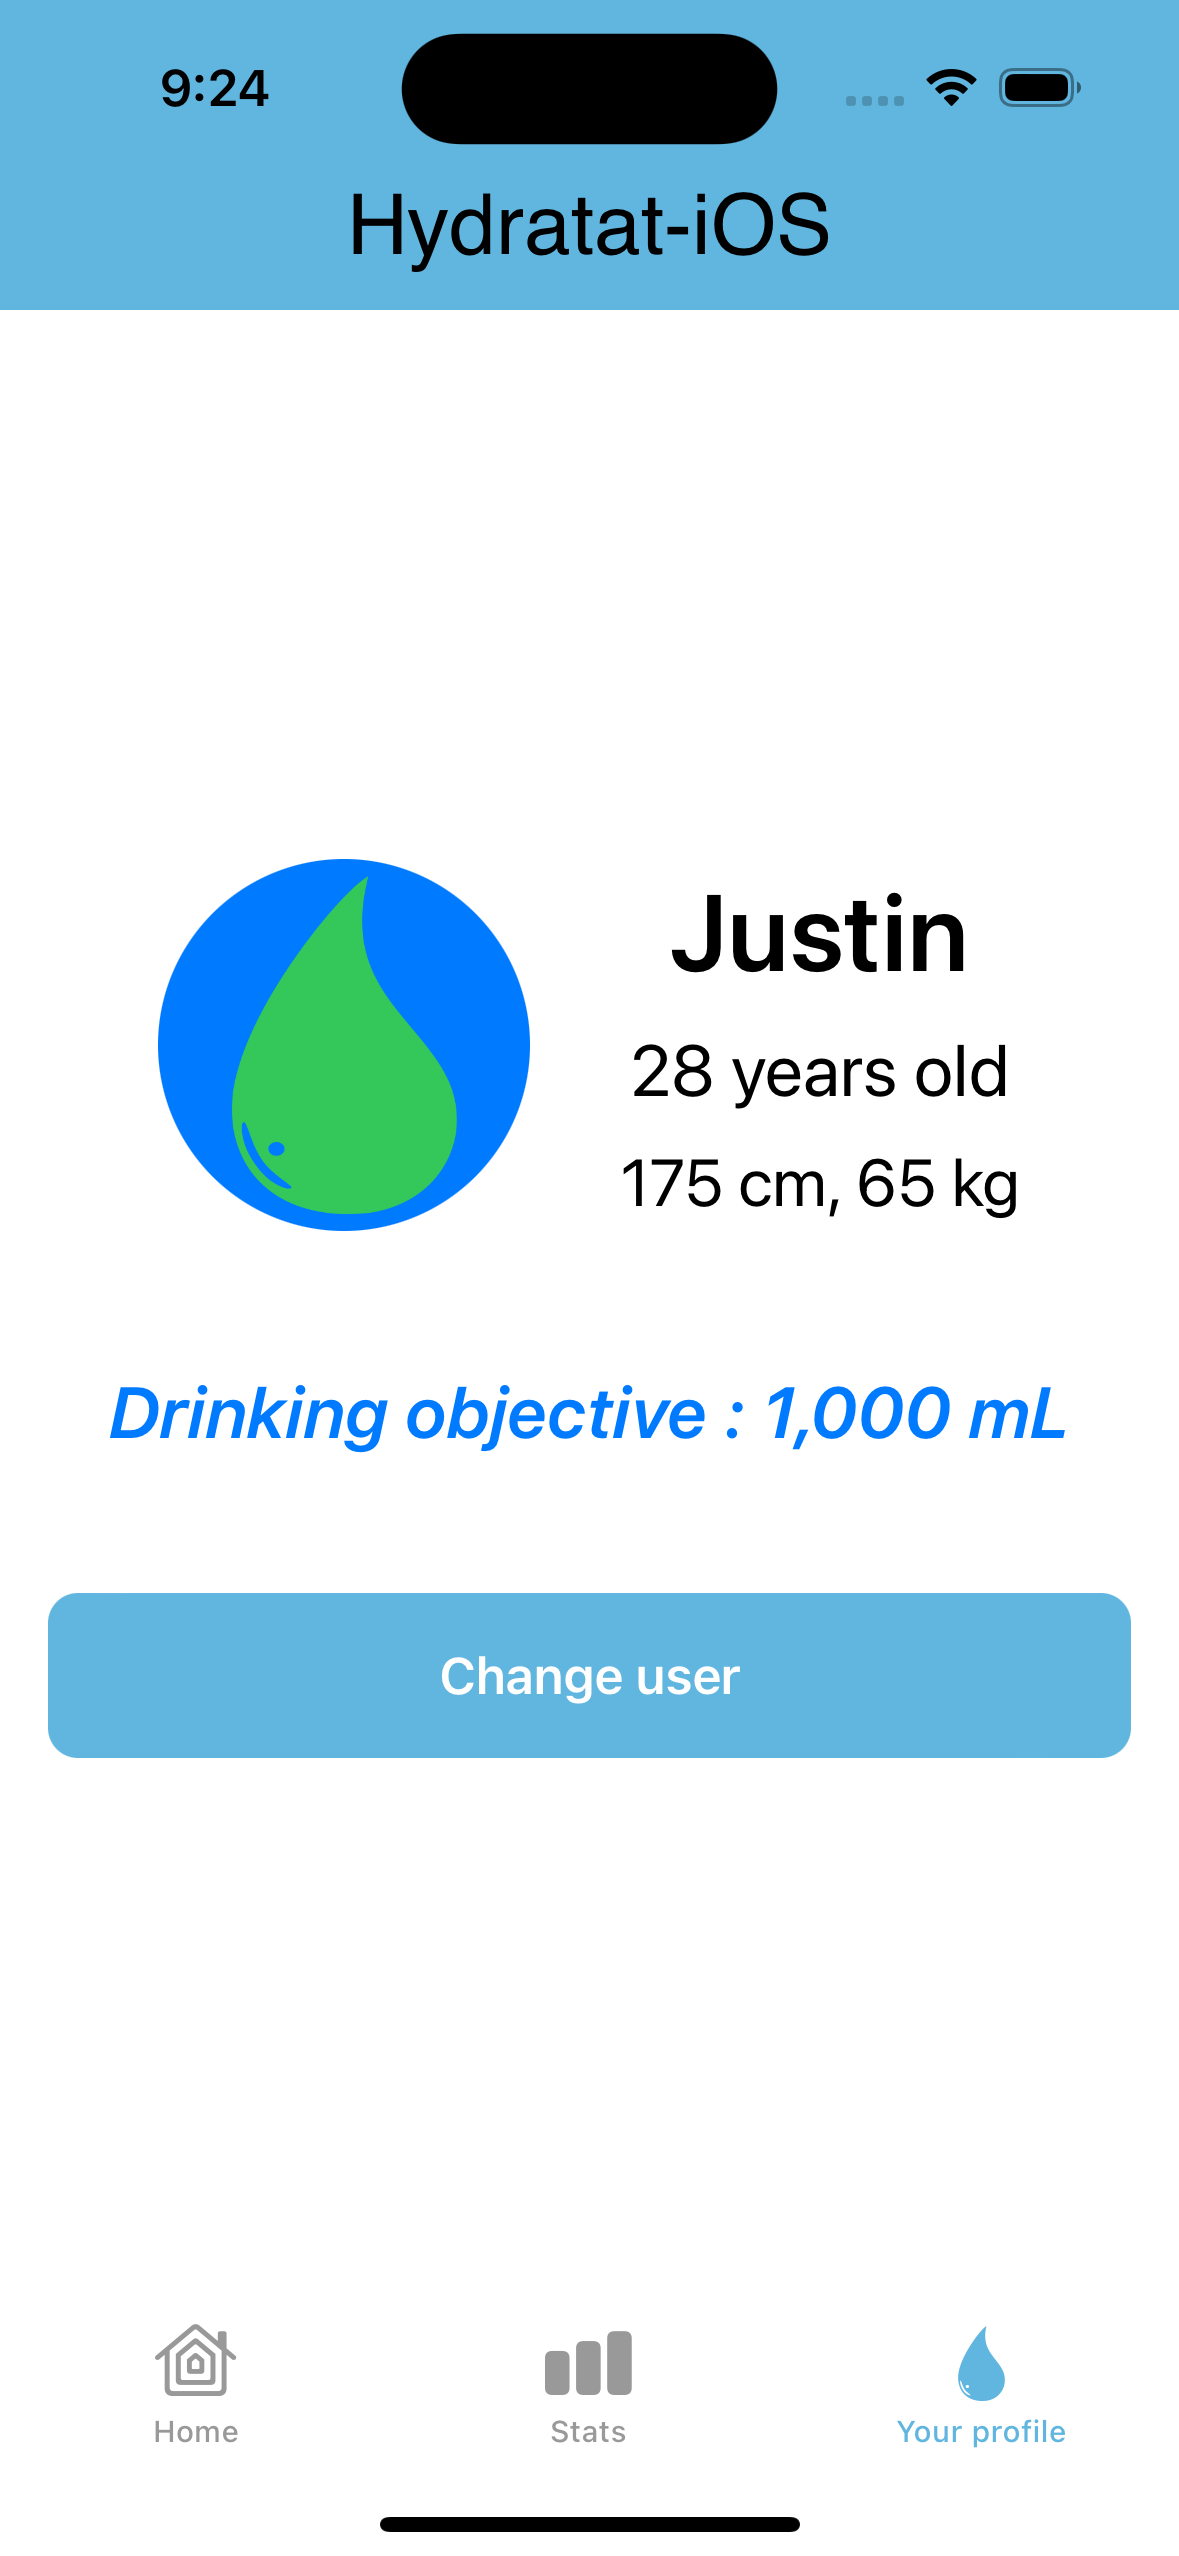 9:24
Hydratat-iOS
Justin
28 years old
175 cm, 65 kg
Drinking objective : 1,000 mL
Change user
Home
Stats
Your profile